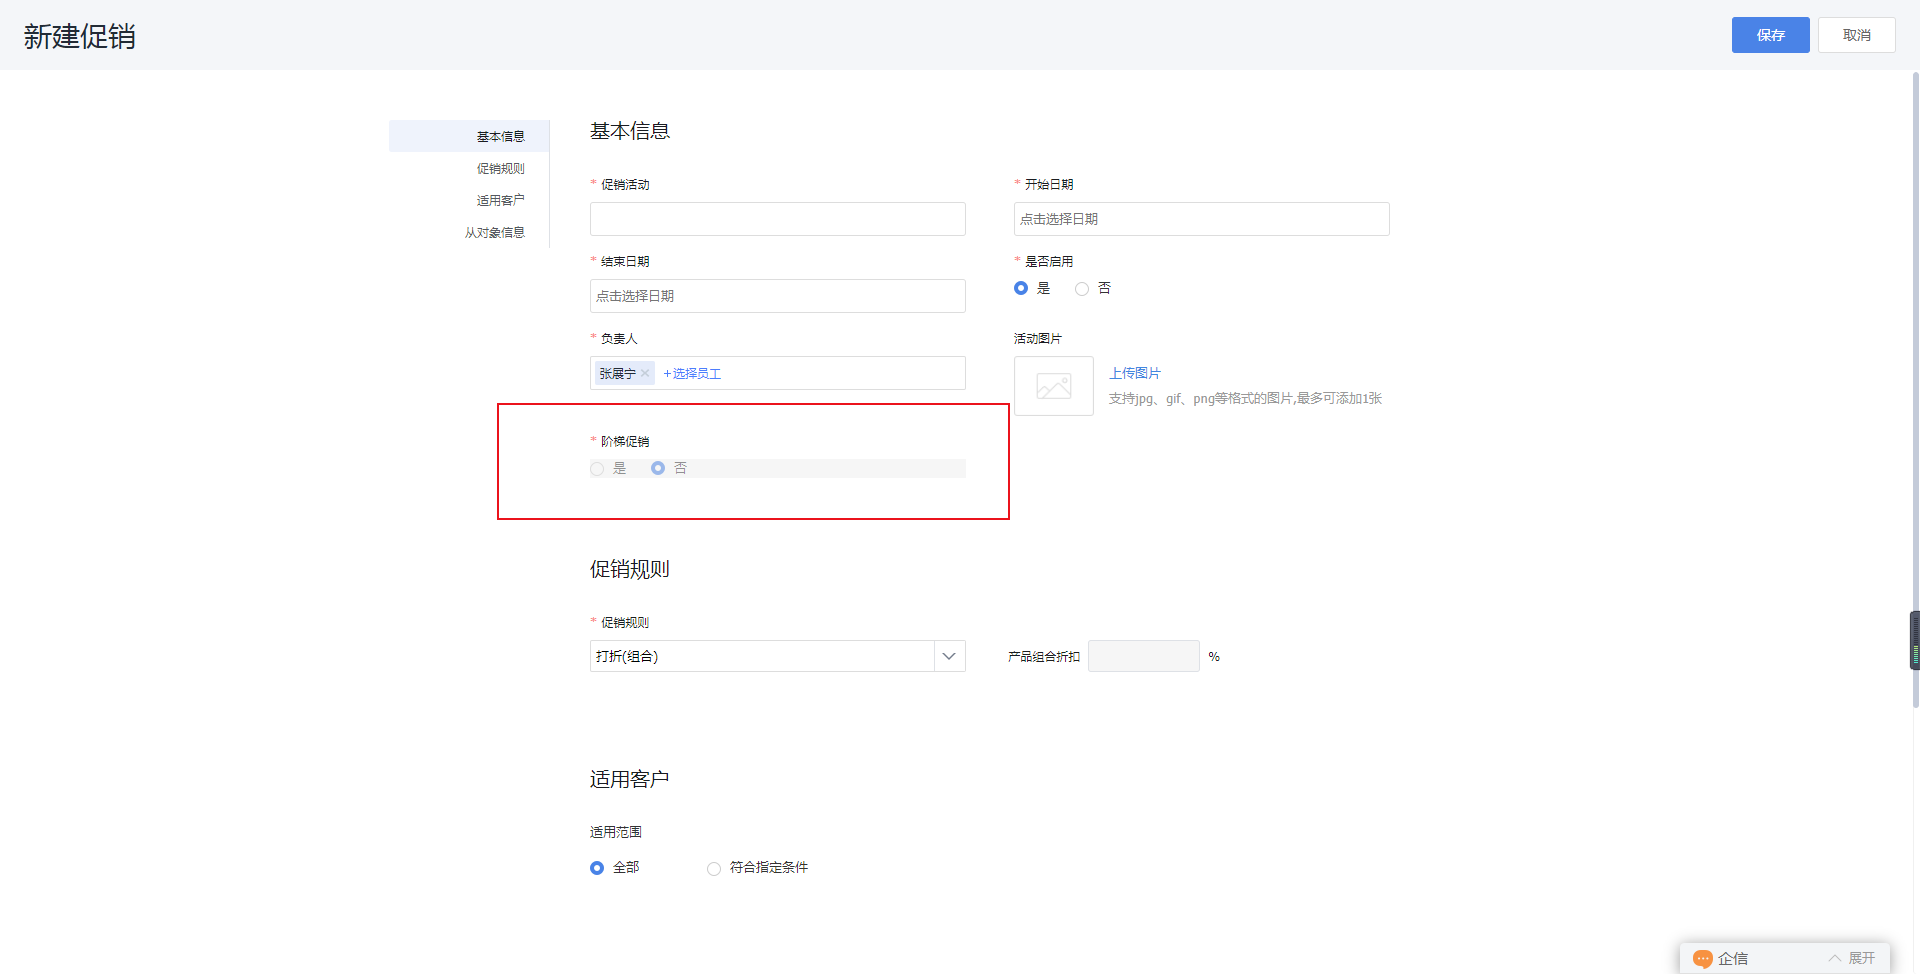 新建促销
保存
取消
基本信息
促销规则
适用客户
从对象信息
基本信息
* 促销活动
* 开始日期
点击选择日期
* 结束日期
点击选择日期
* 是否启用
是 否
* 负责人
张展宁 × +选择员工
活动图片
上传图片
支持jpg、gif、png等格式的图片,最多可添加1张
* 阶梯促销
是 否
促销规则
* 促销规则
打折(组合)
产品组合折扣 %
适用客户
适用范围
全部 符合指定条件
企信 展开